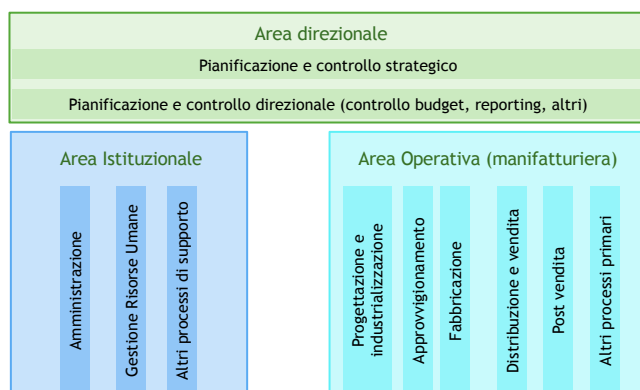 Area direzionale
Pianificazione e controllo strategico
Pianificazione e controllo direzionale (controllo budget, reporting, altri)
Area Istituzionale
Amministrazione
Gestione Risorse Umane
Altri processi di supporto
Area Operativa (manifatturiera)
Progettazione e
industrializzazione
Approvvigionamento
Fabbricazione
Distribuzione e vendita
Post vendita
Altri processi primari